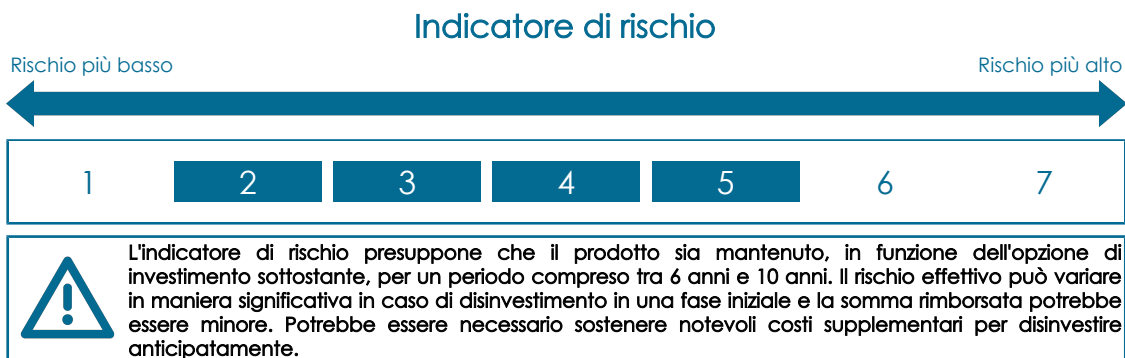 Indicatore di rischio
Rischio più basso Rischio più alto
1 2 3 4 5 6 7
L'indicatore di rischio presuppone che il prodotto sia mantenuto, in funzione dell'opzione di
investimento sottostante, per un periodo compreso tra 6 anni e 10 anni. Il rischio effettivo può variare
in maniera significativa in caso di disinvestimento in una fase iniziale e la somma rimborsata potrebbe
essere minore. Potrebbe essere necessario sostenere notevoli costi supplementari per disinvestire
anticipatamente.